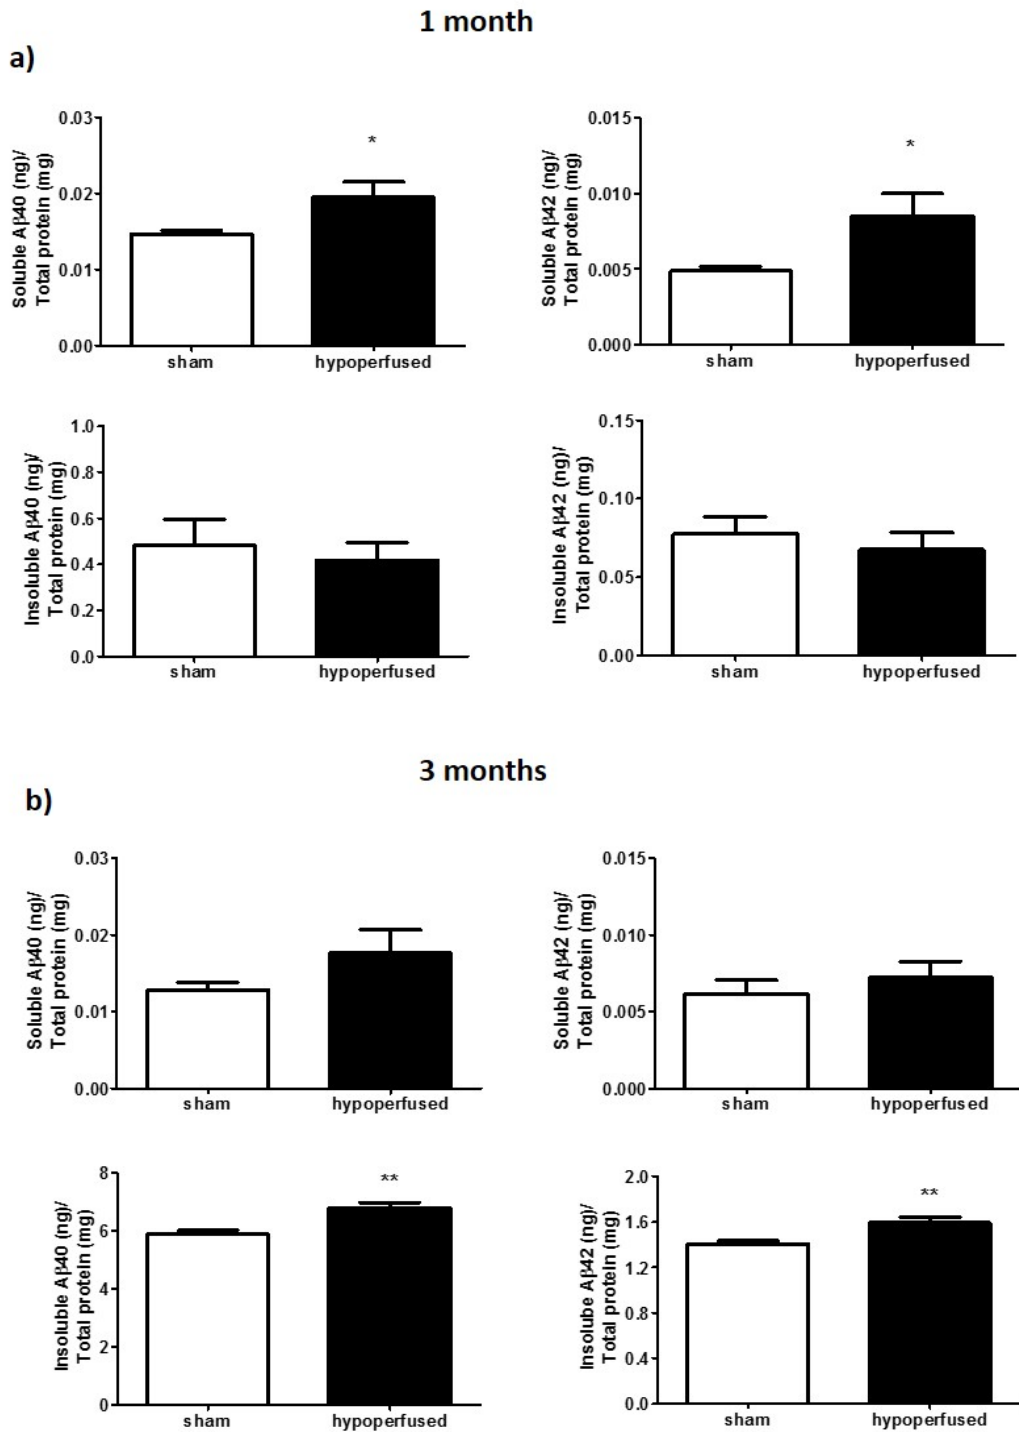 1 month
a)
Soluble Aβ40 (ng)/
Total protein (mg)
0.03
0.02
0.01
0.00
*
sham
hypoperfused
Soluble Aβ42 (ng)/
Total protein (mg)
0.015
0.010
0.005
0.000
*
sham
hypoperfused
Insoluble Aβ40 (ng)/
Total protein (mg)
1.0
0.8
0.6
0.4
0.2
0.0
sham
hypoperfused
Insoluble Aβ42 (ng)/
Total protein (mg)
0.15
0.10
0.05
0.00
sham
hypoperfused
3 months
b)
Soluble Aβ40 (ng)/
Total protein (mg)
0.03
0.02
0.01
0.00
sham
hypoperfused
Soluble Aβ42 (ng)/
Total protein (mg)
0.015
0.010
0.005
0.000
sham
hypoperfused
Insoluble Aβ40 (ng)/
Total protein (mg)
8
6
4
2
0
**
sham
hypoperfused
Insolube Aβ42 (ng)/
Total protein (mg)
2.0
1.6
1.2
0.8
0.4
0.0
**
sham
hypoperfused